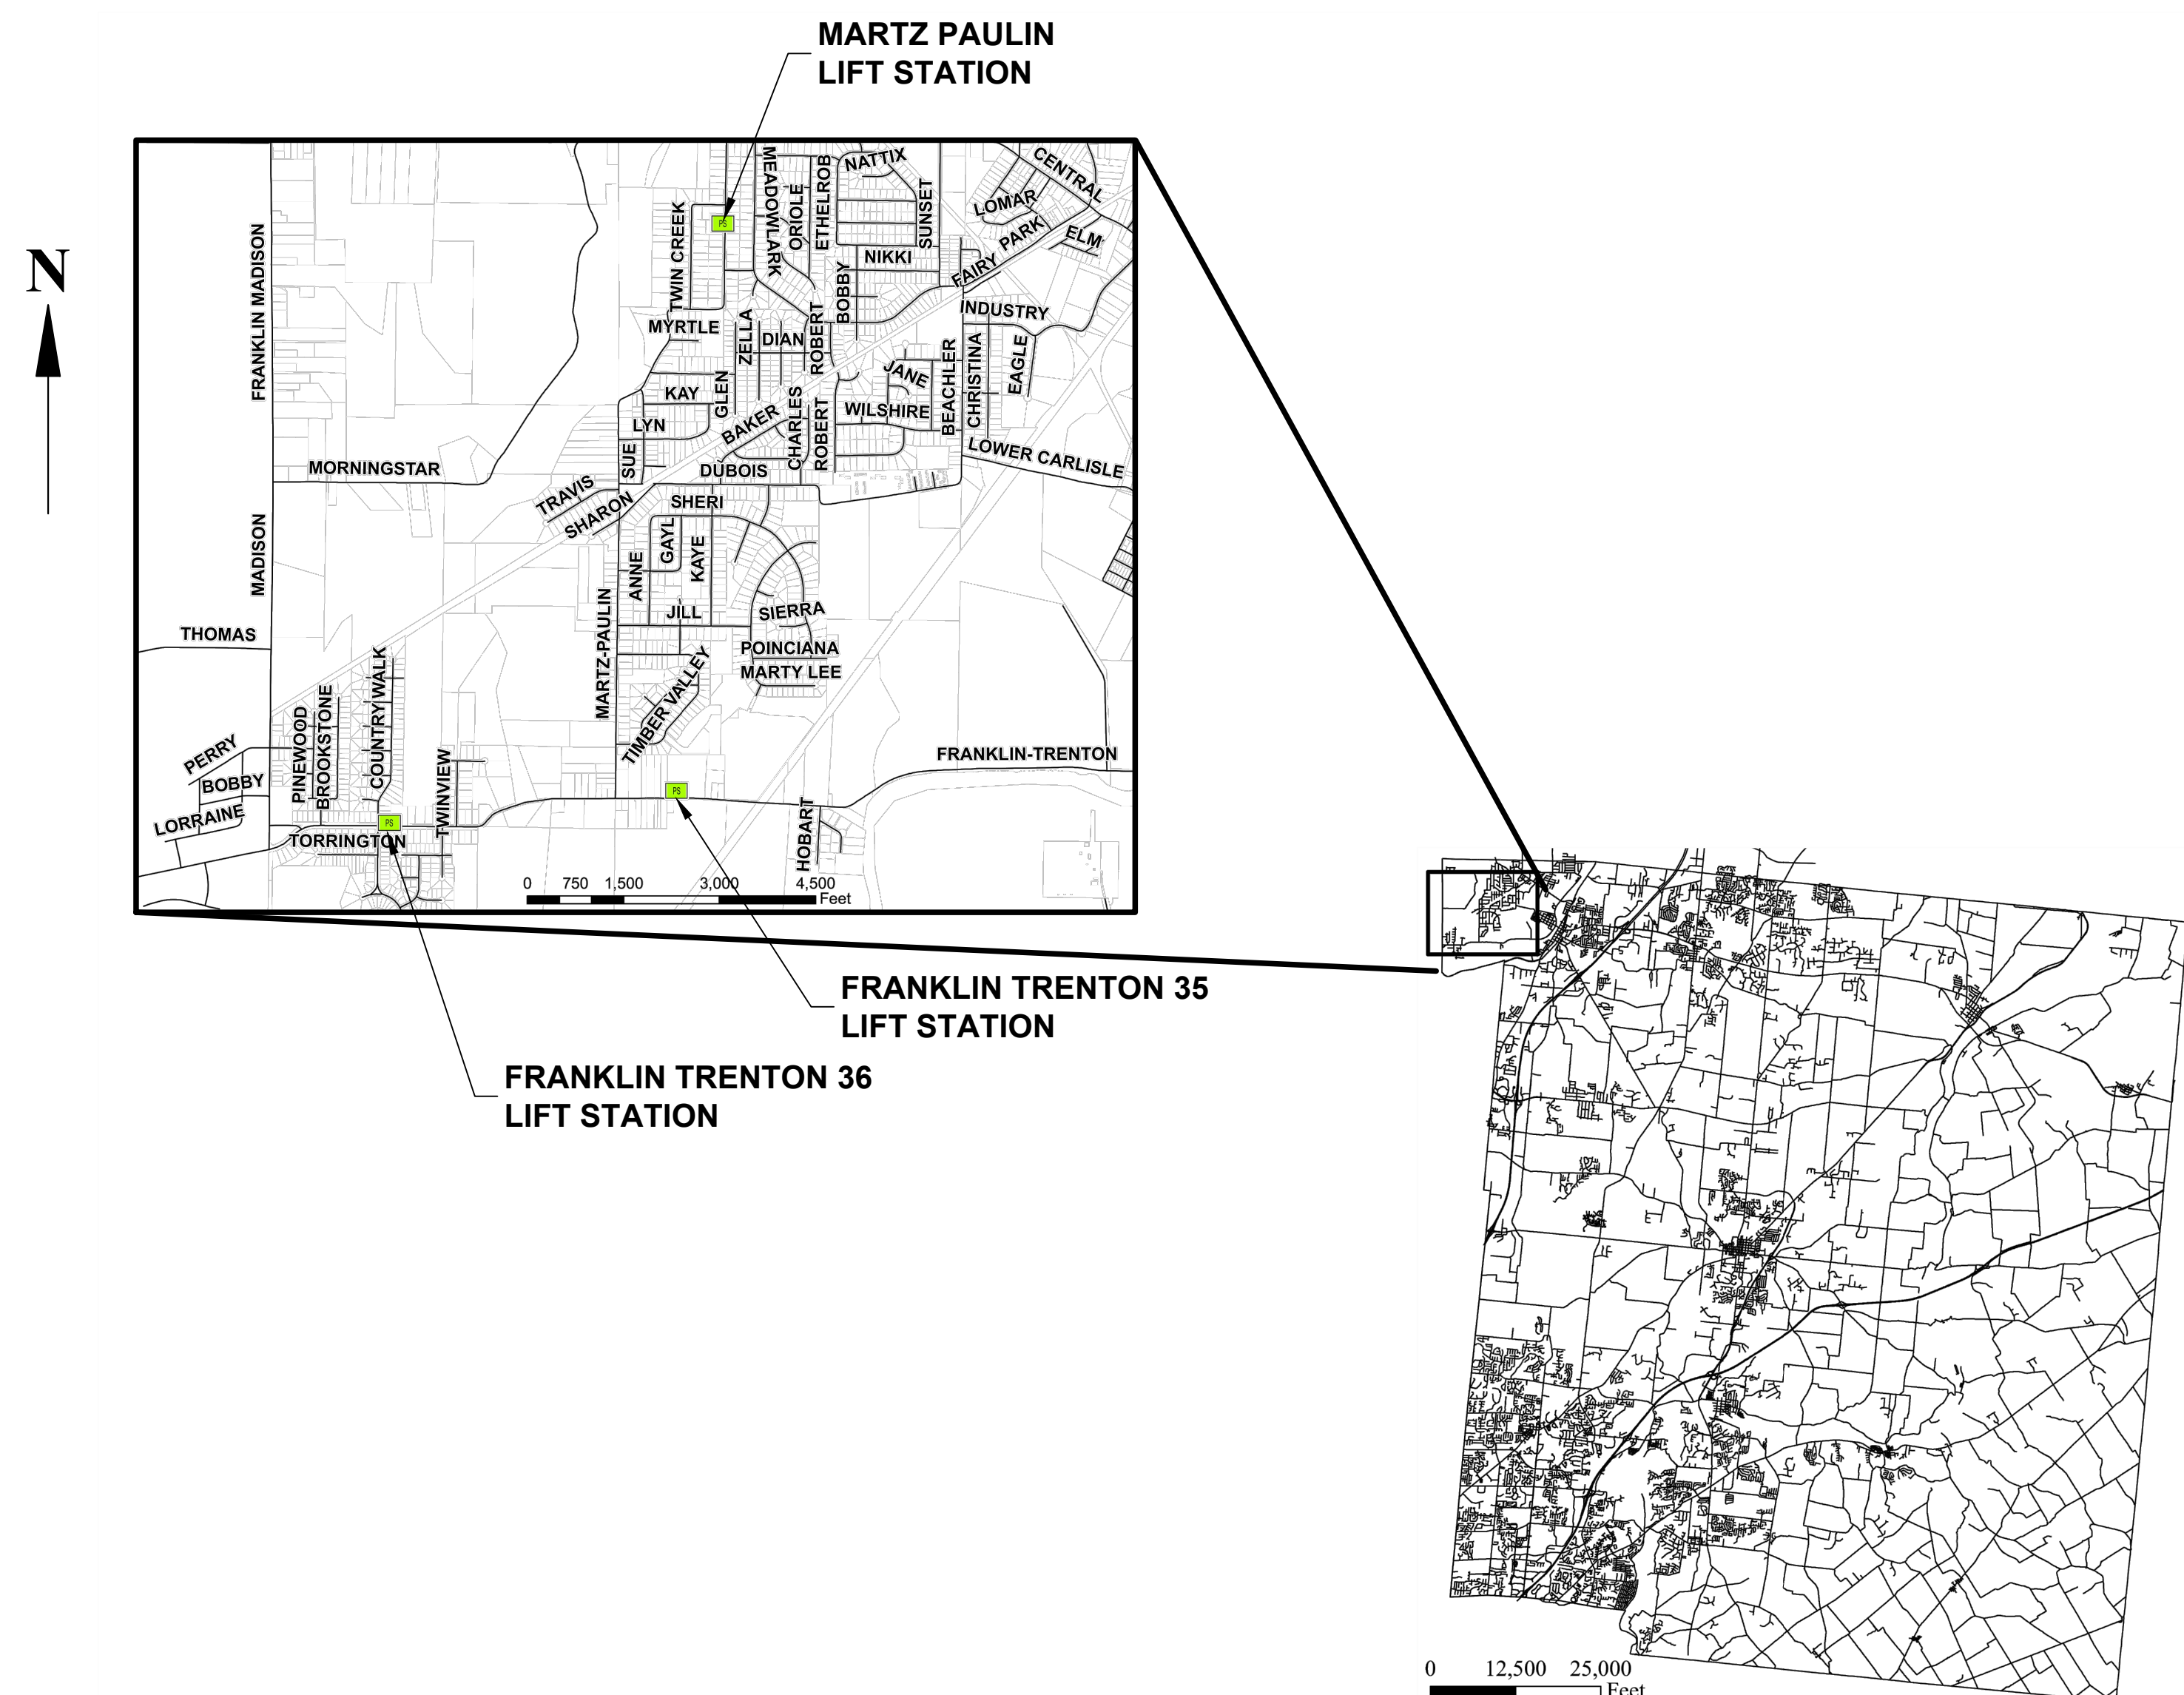 MARTZ PAULIN
LIFT STATION
N
FRANKLIN MADISON
MADISON
MORNINGSTAR
THOMAS
PERRY
BOBBY
LORRAINE
PINEWOOD
BROOKSTONE
COUNTRY WALK
TWINVIEW
TORRINGTON
TWIN CREEK
MEADOWLARK
ORIOLE
ETHELROB
NATTIX
SUNSET
CENTRAL
LOMAR
PARK
ELM
FAIRY
NIKKI
BOBBY
INDUSTRY
MYRTLE
ZELLA
DIAN
ROBERT
JANE
BEACHLER
CHRISTINA
EAGLE
KAY
GLEN
BAKER
CHARLES
ROBERT
WILSHIRE
LYN
SUE
DUBOIS
LOWER CARLISLE
TRAVIS
SHARON
SHERI
GAYL
KAYE
ANNE
JILL
SIERRA
MARTZ-PAULIN
POINCIANA
MARTY LEE
TIMBER VALLEY
FRANKLIN-TRENTON
HOBART
PS
PS
PS
0 750 1,500 3,000 4,500
Feet
FRANKLIN TRENTON 35
LIFT STATION
FRANKLIN TRENTON 36
LIFT STATION
0 12,500 25,000
Feet